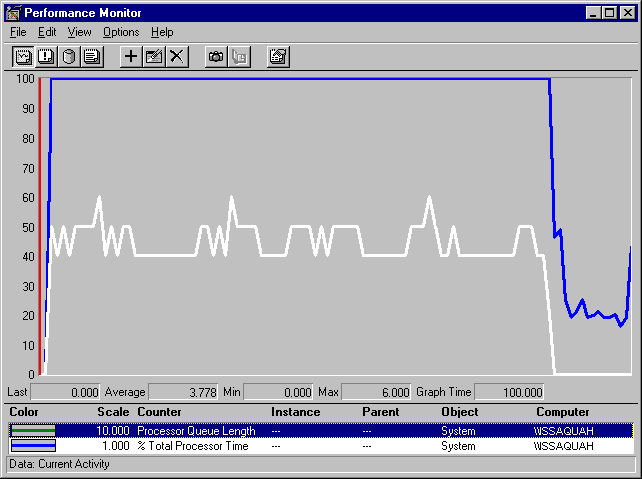 Performance Monitor
File Edit View Options Help
100
90
80
70
60
50
40
30
20
10
0
Last 0.000 Average 3.778 Min 0.000 Max 6.000 Graph Time 100.000
Color Scale Counter Instance Parent Object Computer
10.000 Processor Queue Length --- --- System \\ISSAQUAH
1.000 % Total Processor Time --- --- System \\ISSAQUAH
Data: Current Activity